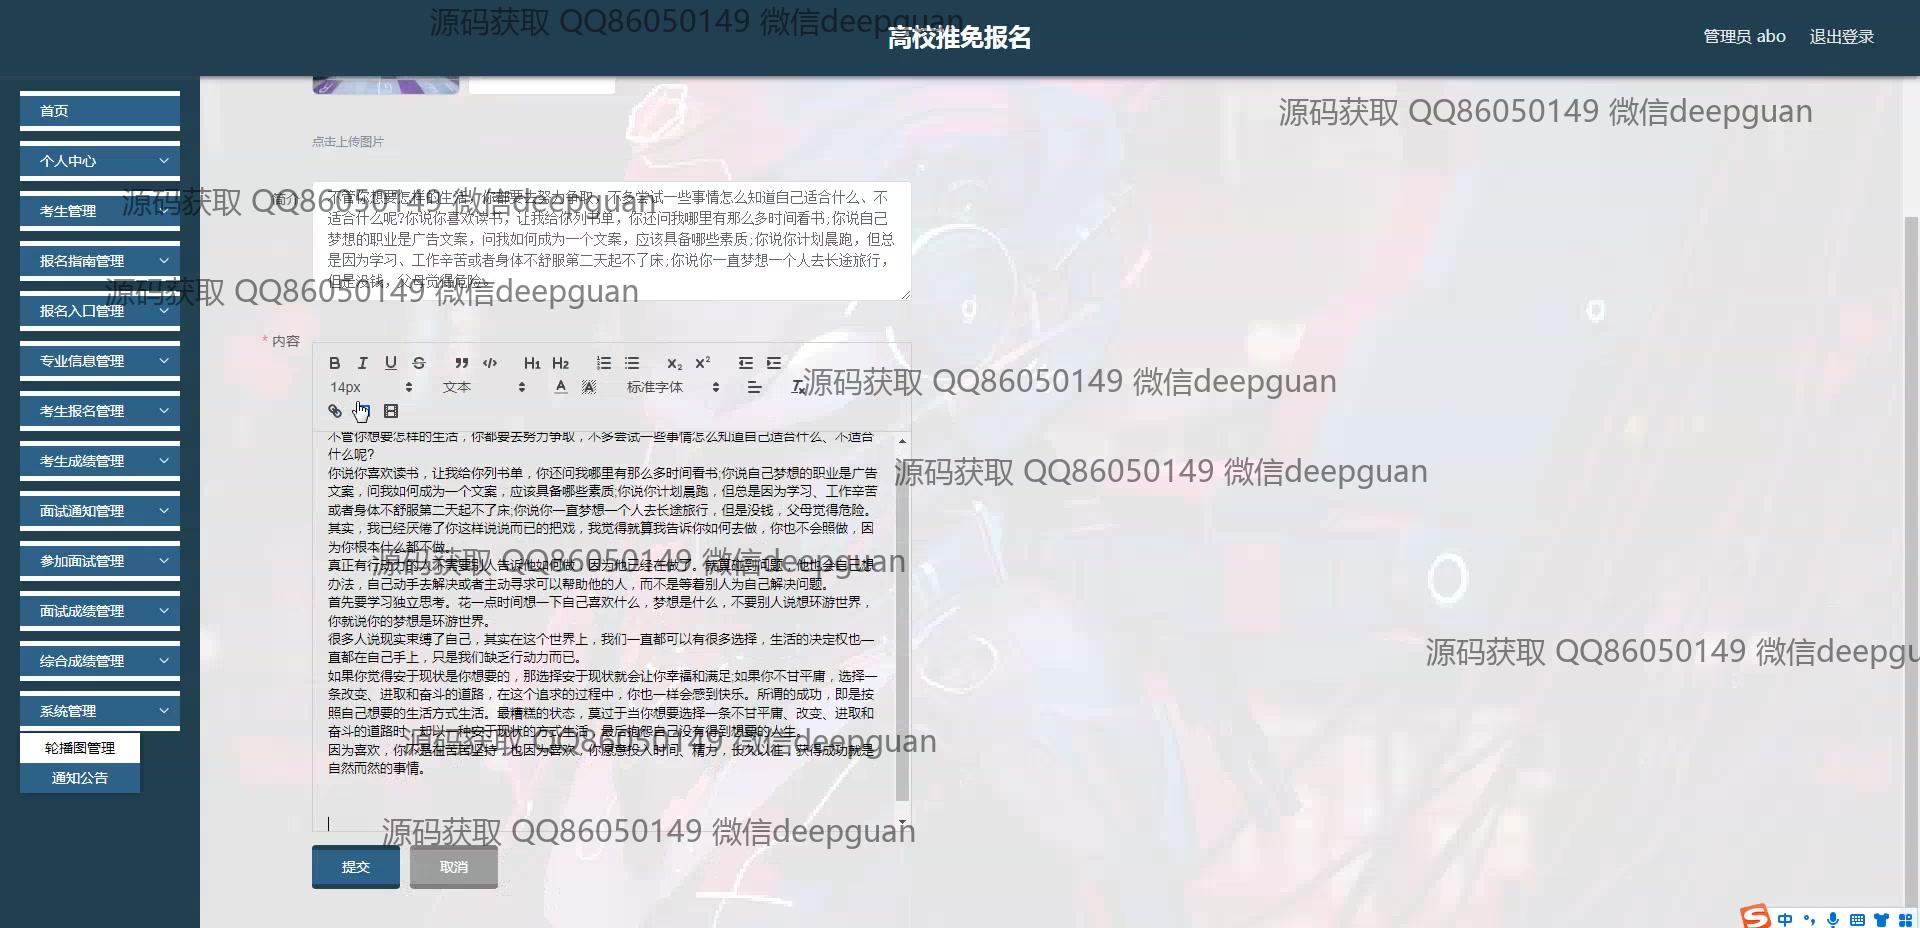 源码获取 QQ86050149 微信deepguan
高校推免报名
管理员 abo
退出登录
首页
个人中心
考生管理
报名指南管理
报名入口管理
专业信息管理
考生报名管理
考生成绩管理
面试通知管理
参加面试管理
面试成绩管理
综合成绩管理
系统管理
轮播图管理
通知公告
源码获取 QQ86050149 微信deepguan
点击上传图片
源码获取 QQ86050149 微信deepguan
简介
不管你想要怎样的生活，你都要去努力争取，不多尝试一些事情怎么知道自己适合什么、不
适合什么呢?你说你喜欢读书，让我给你列书单，你还问我哪里有那么多时间看书;你说自己
梦想的职业是广告文案，问我如何成为一个文案，应该具备哪些素质;你说你计划晨跑，但总
是因为学习、工作辛苦或者身体不舒服第二天起不了床;你说你一直梦想一个人去长途旅行，
但是没钱，父母觉得危险。
源码获取 QQ86050149 微信deepguan
* 内容
B I U S H1 H2 x2 x2
14px 文本 A A 标准字体 Tx
源码获取 QQ86050149 微信deepguan
不管你想要怎样的生活，你都要去努力争取，不多尝试一些事情怎么知道自己适合什么、不适合
什么呢?
源码获取 QQ86050149 微信deepguan
你说你喜欢读书，让我给你列书单，你还问我哪里有那么多时间看书;你说自己梦想的职业是广告
文案，问我如何成为一个文案，应该具备哪些素质;你说你计划晨跑，但总是因为学习、工作辛苦
或者身体不舒服第二天起不了床;你说你一直梦想一个人去长途旅行，但是没钱，父母觉得危险。
其实，我已经厌倦了你这样说说而已的把戏，我觉得就算我告诉你如何去做，你也不会照做，因
为你根本什么都不做。
源码获取 QQ86050149 微信deepguan
真正有行动力的人不需要别人告诉他如何做，因为他已经在做了。就算碰到问题，他也会自己想
办法，自己动手去解决或者主动寻求可以帮助他的人，而不是等着别人为自己解决问题。
首先要学习独立思考。花一点时间想一下自己喜欢什么，梦想是什么，不要别人说想环游世界，
你就说你的梦想是环游世界。
很多人说现实束缚了自己，其实在这个世界上，我们一直都可以有很多选择，生活的决定权也一
直都在自己手上，只是我们缺乏行动力而已。
源码获取 QQ86050149 微信deepgu
如果你觉得安于现状是你想要的，那选择安于现状就会让你幸福和满足;如果你不甘平庸，选择一
条改变、进取和奋斗的道路，在这个追求的过程中，你也一样会感到快乐。所谓的成功，即是按
照自己想要的生活方式生活。最糟糕的状态，莫过于当你想要选择一条不甘平庸、改变、进取和
奋斗的道路时，却以一种安于现状的方式生活，最后抱怨自己没有得到想要的人生。
源码获取 QQ86050149 微信deepguan
因为喜欢，你不是在苦苦坚持，也因为喜欢，你愿意投入时间、精力，长久以往，获得成功就是
自然而然的事情。
源码获取 QQ86050149 微信deepguan
提交
取消
中